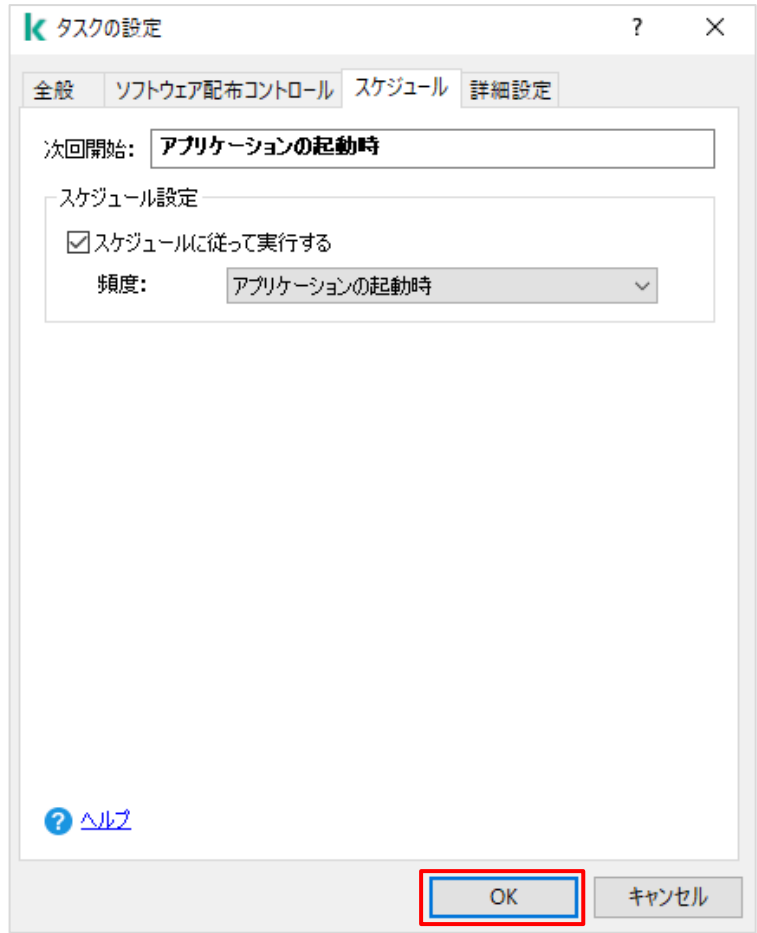 タスクの設定 ? ×
全般 ソフトウェア配布コントロール スケジュール 詳細設定
次回開始: アプリケーションの起動時
スケジュール設定
スケジュールに従って実行する
頻度: アプリケーションの起動時
? ヘルプ
OK キャンセル